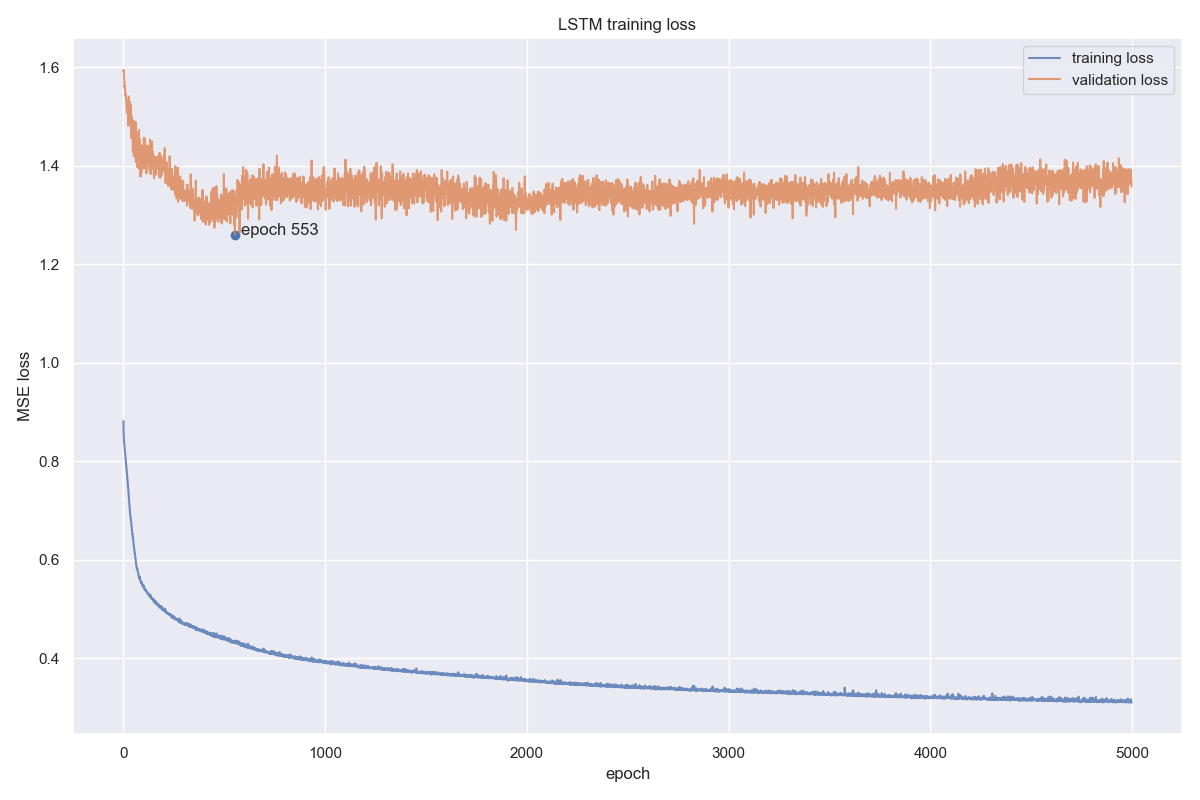 LSTM training loss
training loss
validation loss
1.6
1.4
1.2
1.0
0.8
0.6
0.4
MSE loss
epoch 553
0
1000
2000
3000
4000
5000
epoch